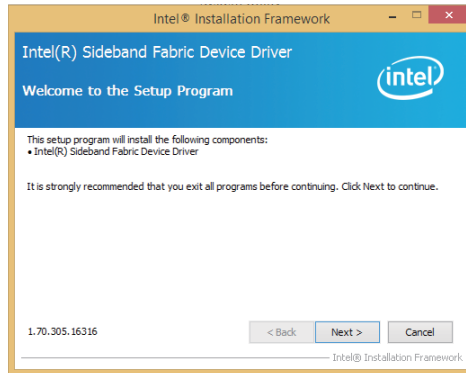 Intel® Installation Framework
Intel(R) Sideband Fabric Device Driver
Welcome to the Setup Program
intel
This setup program will install the following components:
• Intel(R) Sideband Fabric Device Driver
It is strongly recommended that you exit all programs before continuing. Click Next to continue.
1.70.305.16316
< Back Next > Cancel
Intel® Installation Framework